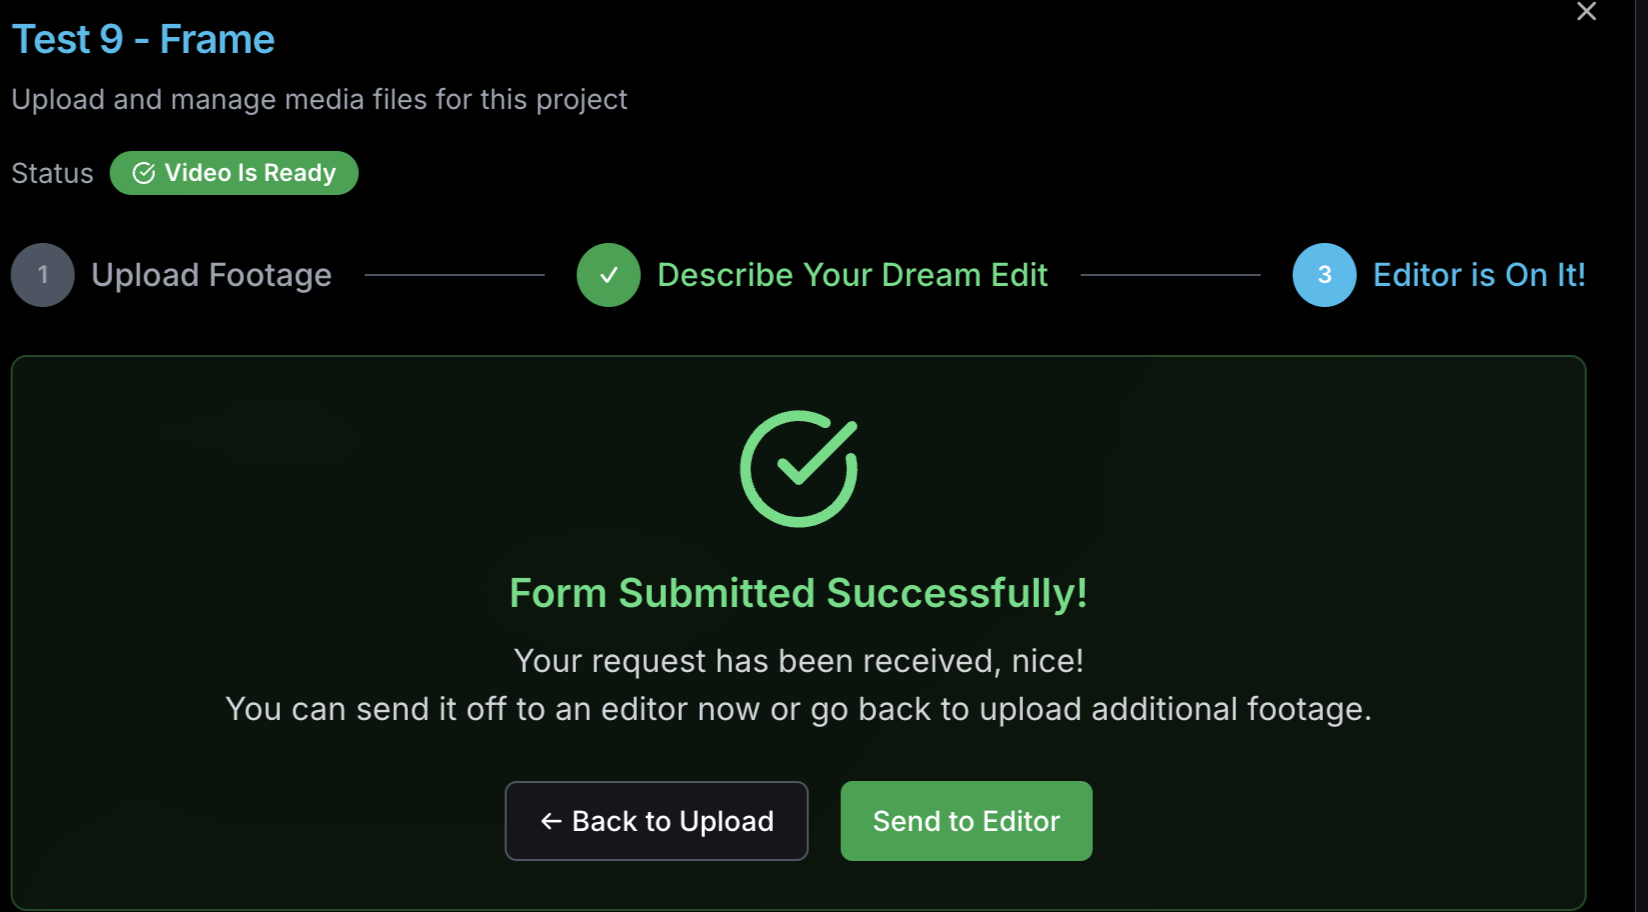 Test 9 - Frame
Upload and manage media files for this project
Status Video Is Ready
1 Upload Footage Describe Your Dream Edit 3 Editor is On It!
Form Submitted Successfully!
Your request has been received, nice!
You can send it off to an editor now or go back to upload additional footage.
← Back to Upload Send to Editor